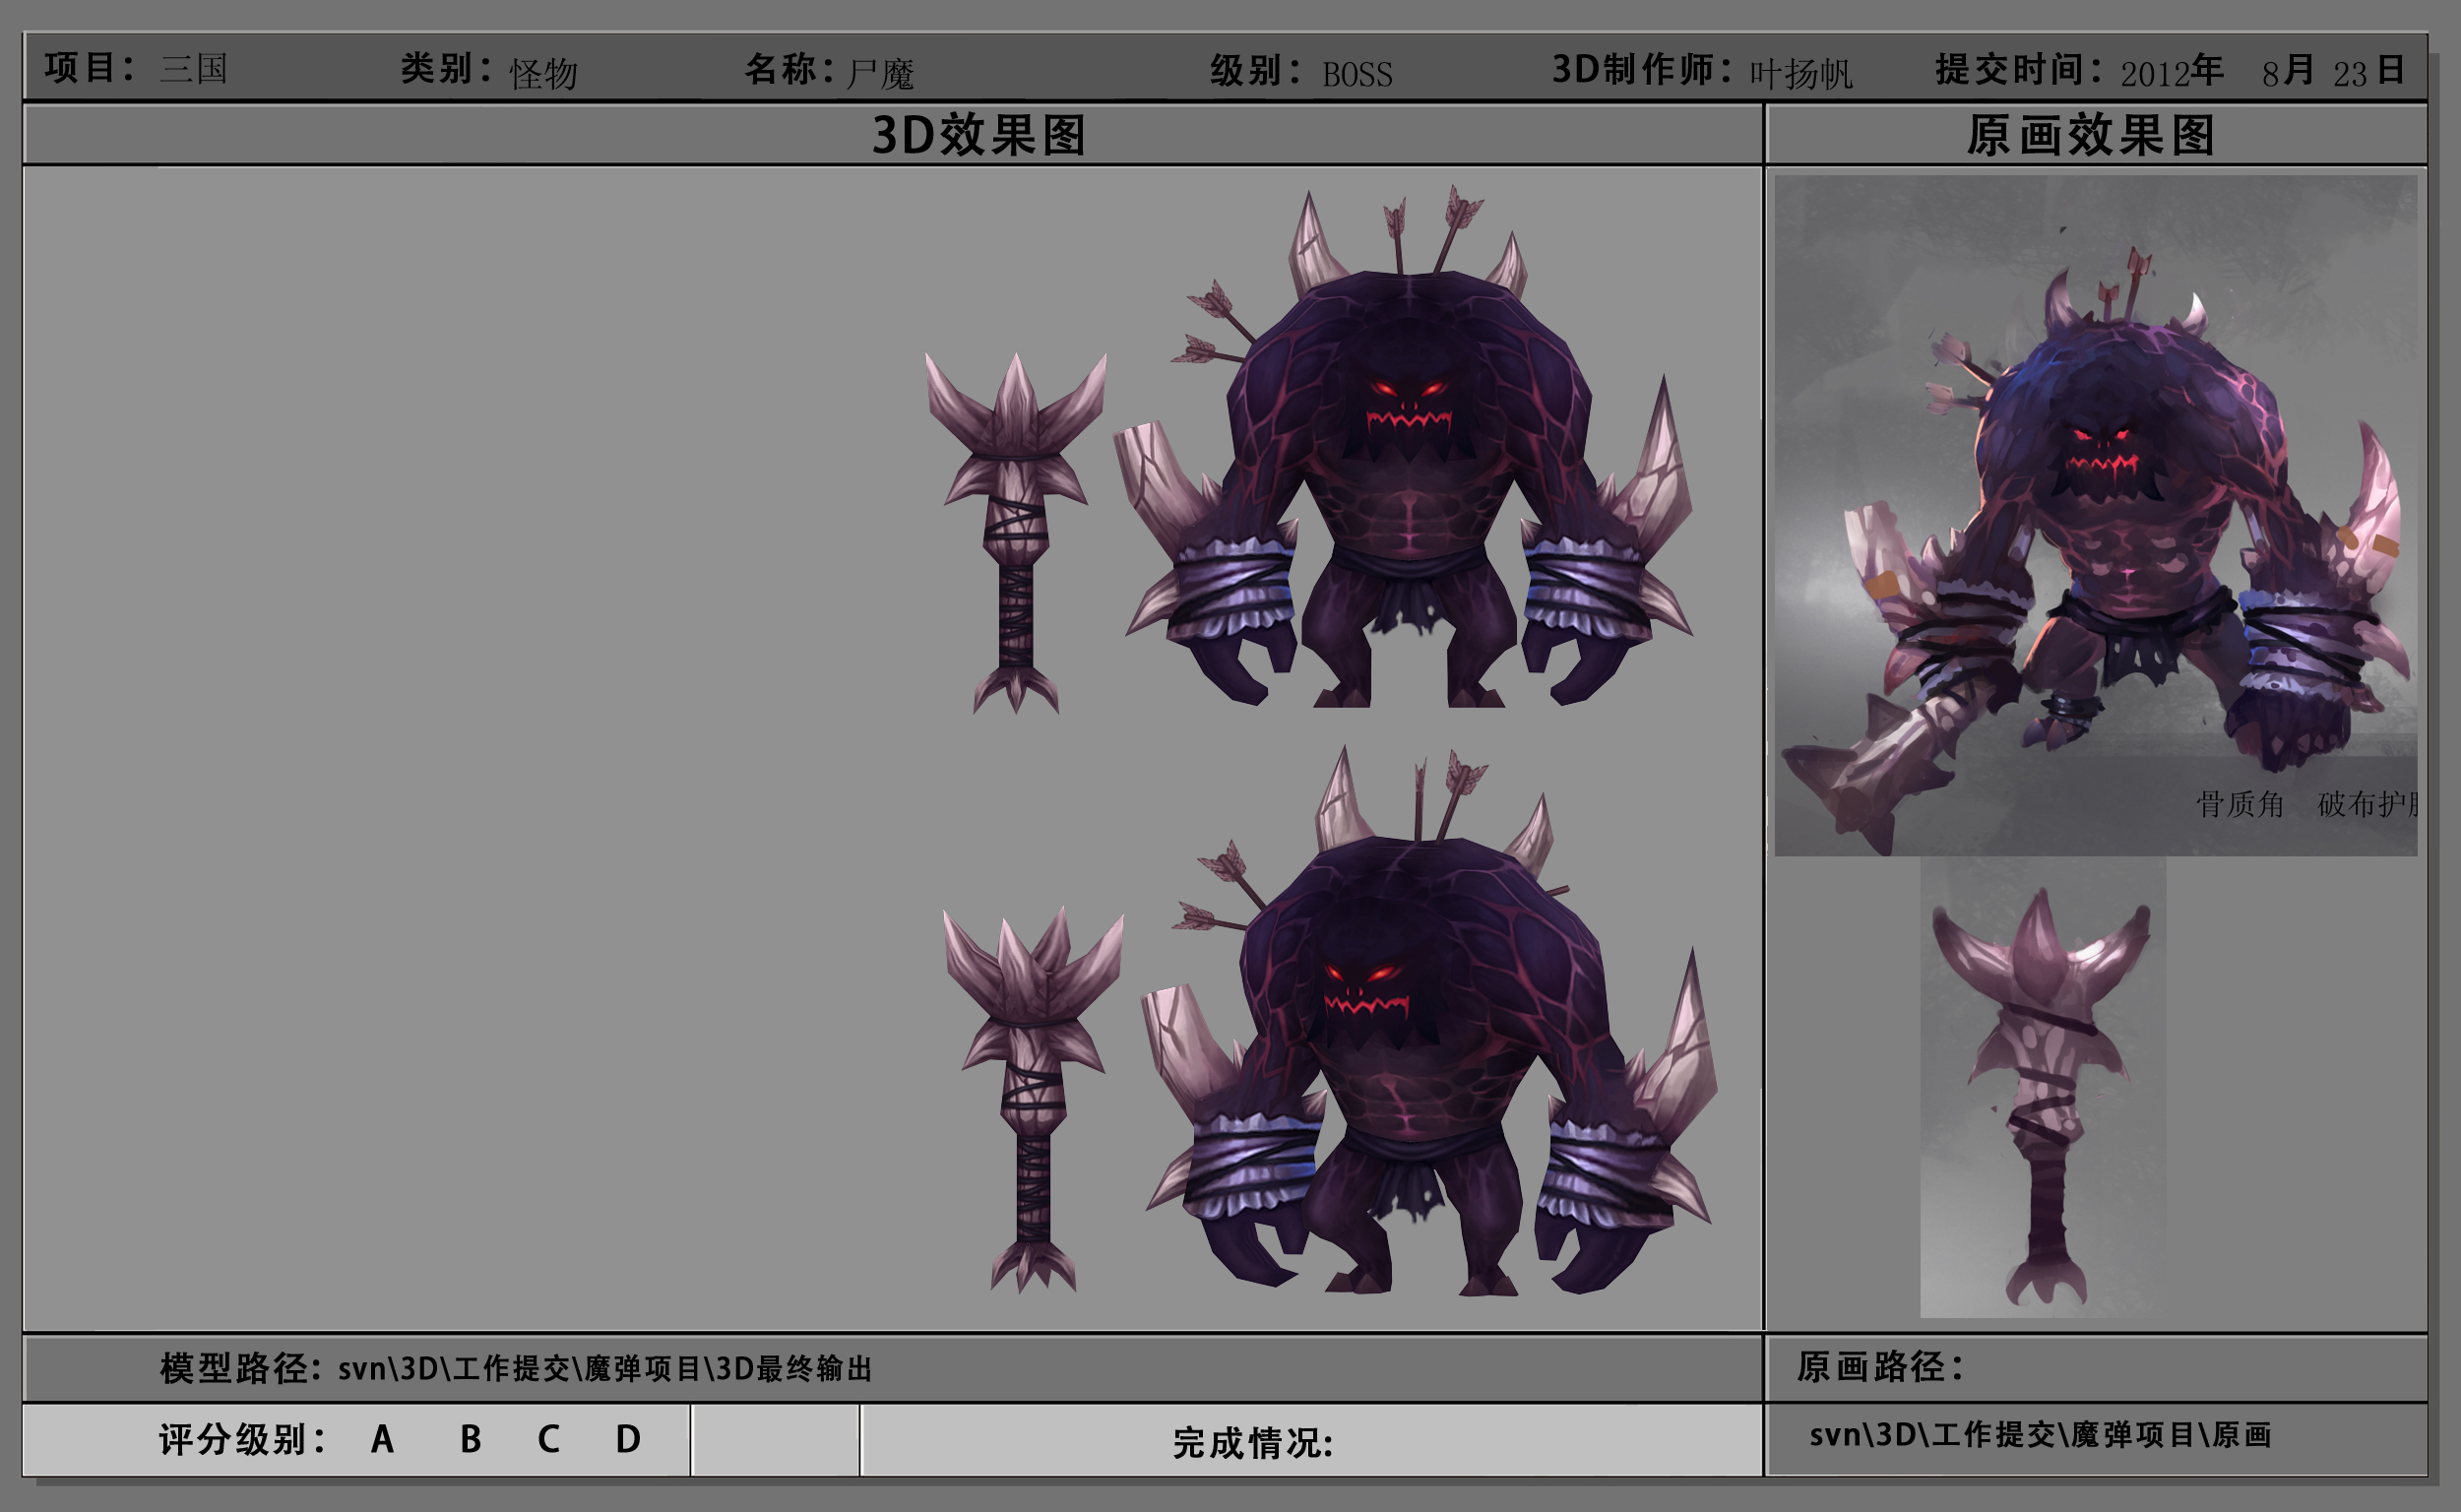 项目： 三国 类别： 怪物 名称： 尸魔 级别： BOSS 3D制作师： 叶扬帆 提交时间： 2012年 8月 23日
3D效果图 原画效果图
骨质角 破布护
模型路径： svn\3D\工作提交\魔弹项目\3D最终输出 原画路径：
评分级别： A B C D 完成情况: svn\3D\工作提交\魔弹项目\原画